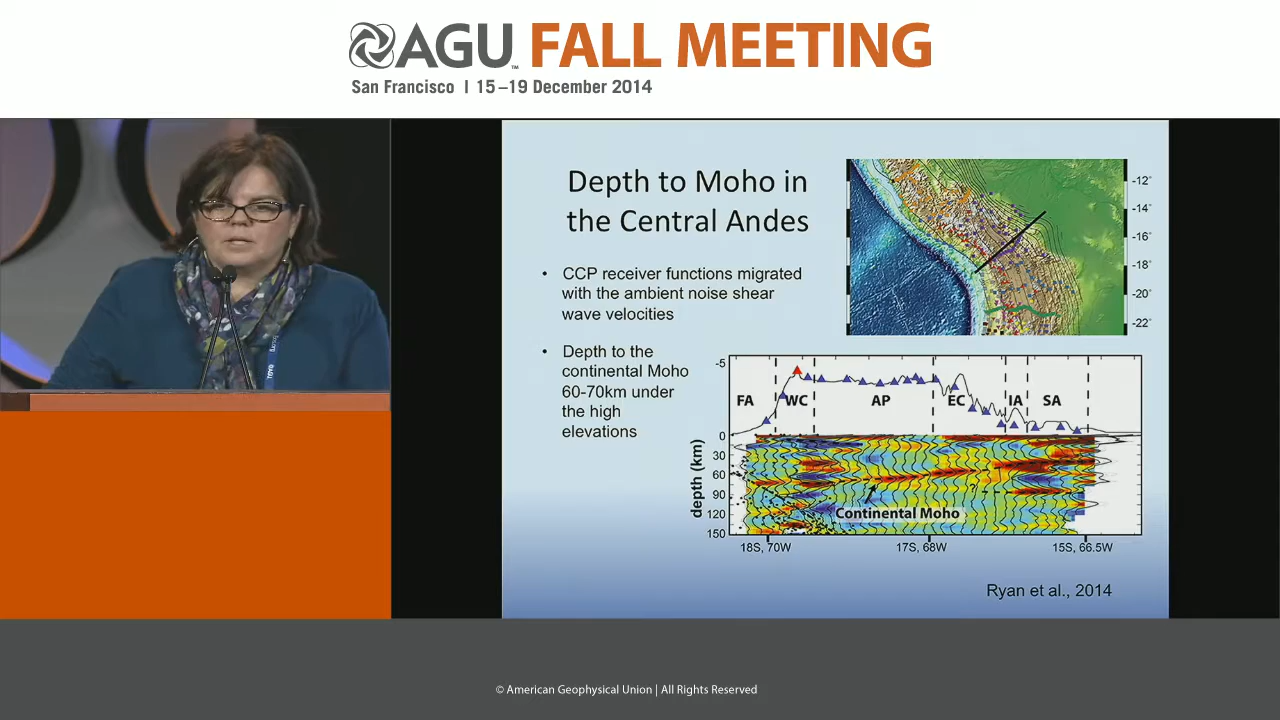 AGU FALL MEETING
San Francisco | 15–19 December 2014
Depth to Moho in
the Central Andes
• CCP receiver functions migrated
with the ambient noise shear
wave velocities
• Depth to the
continental Moho
60-70km under
the high
elevations
-12°
-14°
-16°
-18°
-20°
-22°
-5
FA WC AP EC IA SA
0
30
60
90
120
150
depth (km)
?
Continental Moho
18S, 70W 17S, 68W 15S, 66.5W
Ryan et al., 2014
© American Geophysical Union | All Rights Reserved